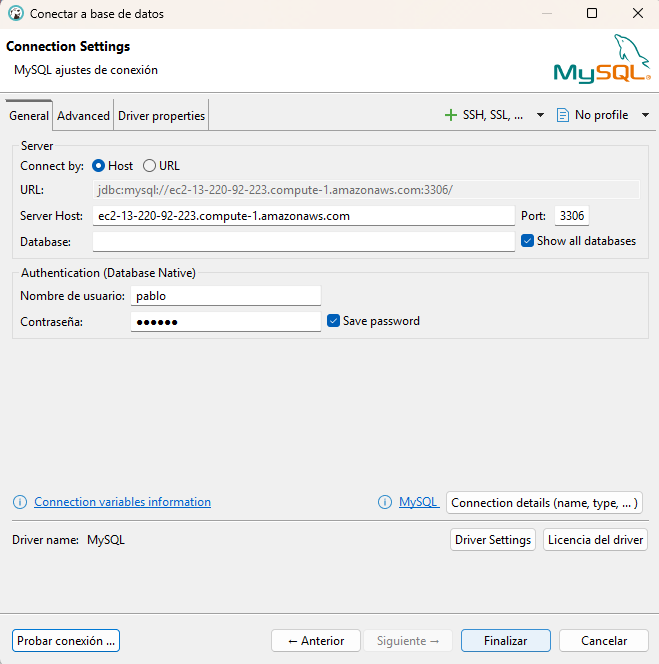 Conectar a base de datos
Connection Settings
MySQL ajustes de conexión
MySQL
General Advanced Driver properties SSH, SSL, ... No profile
Server
Connect by: Host URL
URL: jdbc:mysql://ec2-13-220-92-223.compute-1.amazonaws.com:3306/
Server Host: ec2-13-220-92-223.compute-1.amazonaws.com Port: 3306
Database: Show all databases
Authentication (Database Native)
Nombre de usuario: pablo
Contraseña: •••••• Save password
Connection variables information MySQL Connection details (name, type, ... )
Driver name: MySQL Driver Settings Licencia del driver
Probar conexión ... ← Anterior Siguiente → Finalizar Cancelar